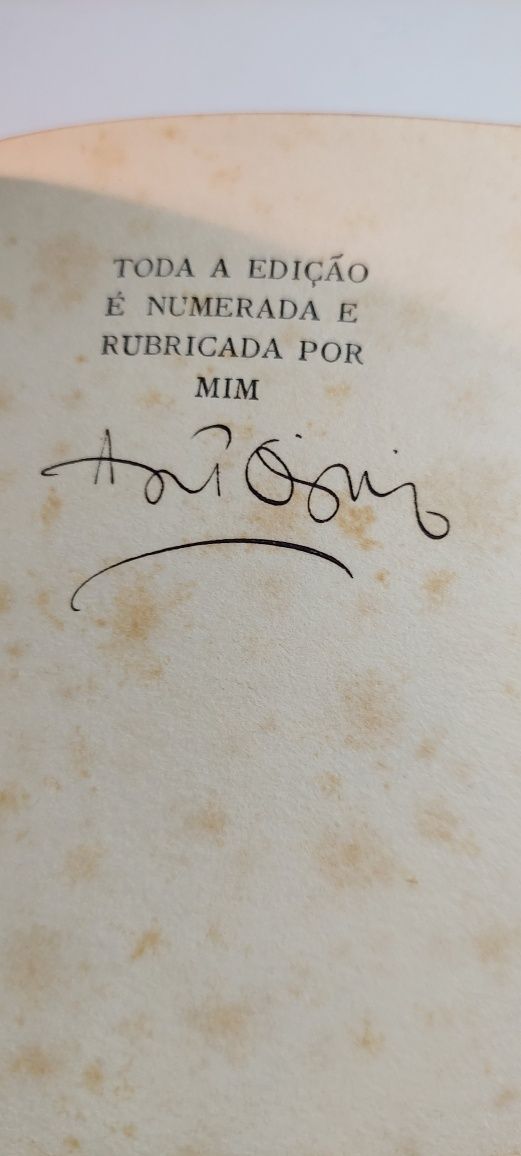 TODA A EDIÇÃO
É NUMERADA E
RUBRICADA POR
MIM